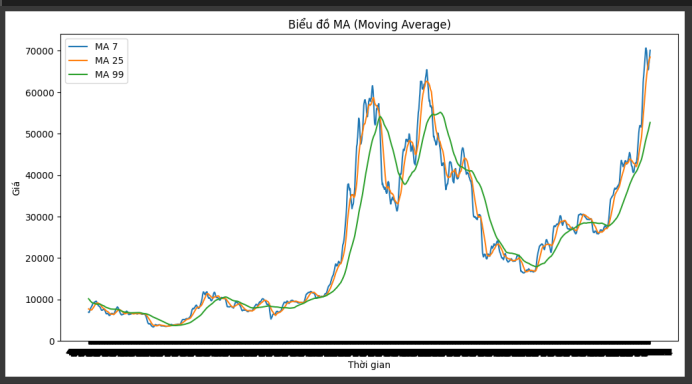 Biểu đồ MA (Moving Average)
MA 7
MA 25
MA 99
70000
60000
50000
40000
30000
20000
10000
0
Giá
Thời gian